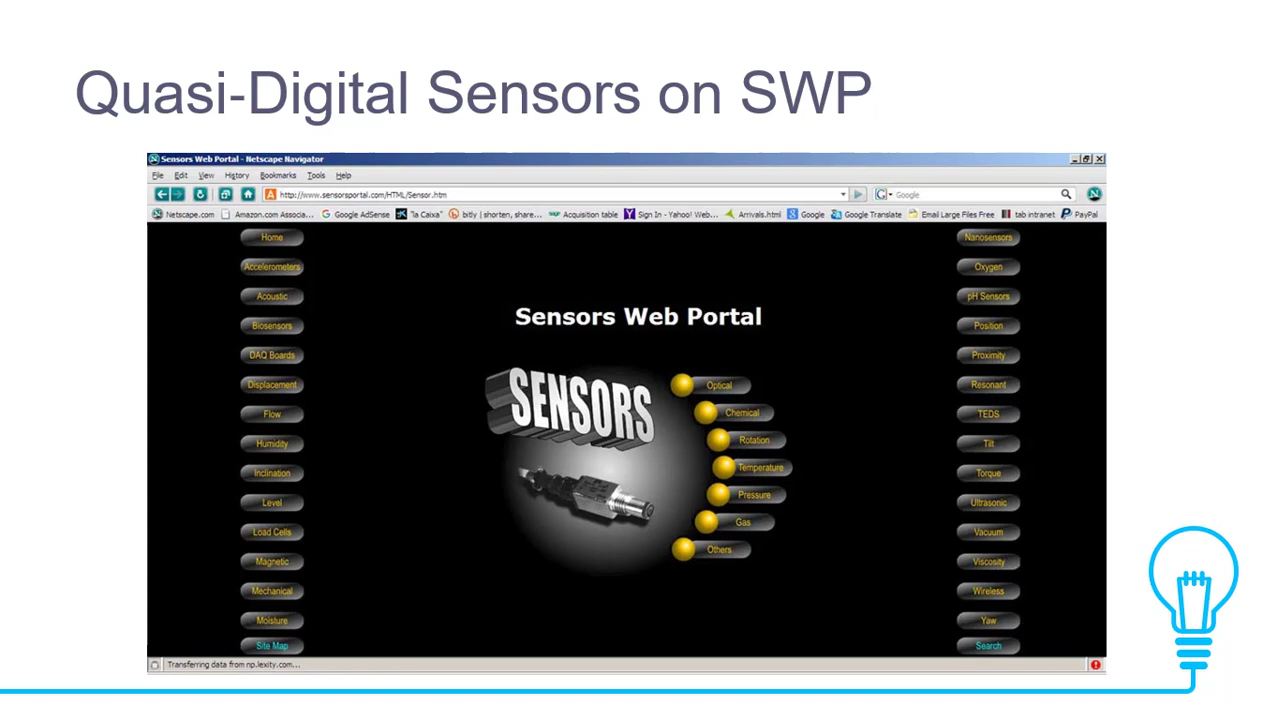 Quasi-Digital Sensors on SWP
Sensors Web Portal - Netscape Navigator
File Edit View History Bookmarks Tools Help
http://www.sensorsportal.com/HTML/Sensor.htm
Google
Netscape.com
Amazon.com Associa...
Google AdSense
"la Caixa"
bitly | shorten, share...
Acquisition table
Sign In - Yahoo! Web...
Arrivals.html
Google
Google Translate
Email Large Files Free
tab intranet
PayPal
Home
Accelerometers
Acoustic
Biosensors
DAQ Boards
Displacement
Flow
Humidity
Inclination
Level
Load Cells
Magnetic
Mechanical
Moisture
Site Map
Sensors Web Portal
SENSORS
Optical
Chemical
Rotation
Temperature
Pressure
Gas
Others
Nanosensors
Oxygen
pH Sensors
Position
Proximity
Resonant
TEDS
Tilt
Torque
Ultrasonic
Vacuum
Viscosity
Wireless
Yaw
Search
Transferring data from np.lexity.com...